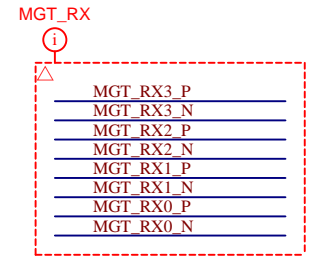 MGT_RX
i
MGT_RX3_P
MGT_RX3_N
MGT_RX2_P
MGT_RX2_N
MGT_RX1_P
MGT_RX1_N
MGT_RX0_P
MGT_RX0_N